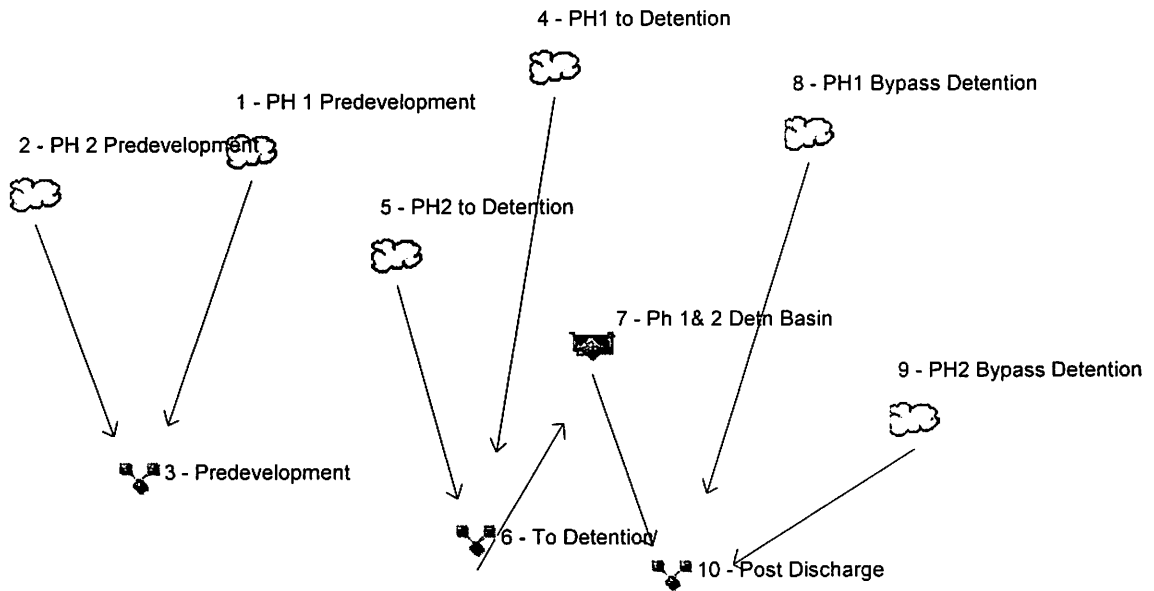 4 - PH1 to Detention
8 - PH1 Bypass Detention
1 - PH 1 Predevelopment
2 - PH 2 Predevelopment
5 - PH2 to Detention
7 - Ph 1& 2 Detn Basin
9 - PH2 Bypass Detention
3 - Predevelopment
6 - To Detention
10 - Post Discharge